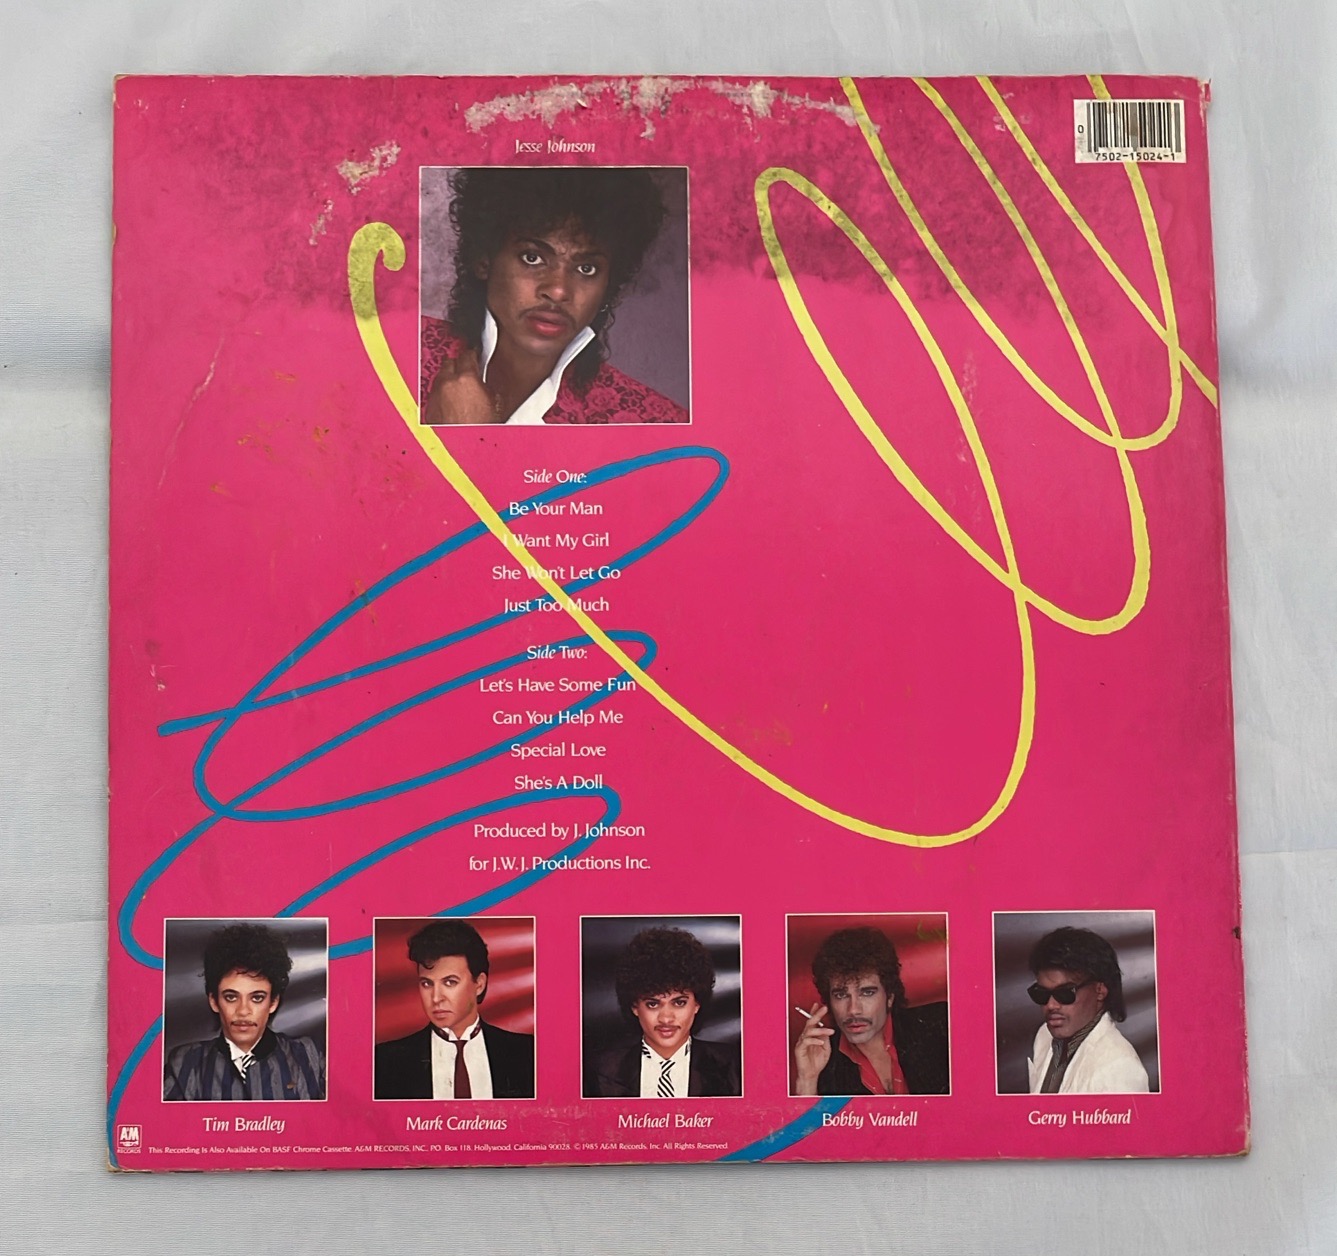 0
7502-15024-1
Jesse Johnson
Side One:
Be Your Man
I Want My Girl
She Won't Let Go
Just Too Much
Side Two:
Let's Have Some Fun
Can You Help Me
Special Love
She's A Doll
Produced by J. Johnson
for J.W.J. Productions Inc.
Tim Bradley
Mark Cardenas
Michael Baker
Bobby Vandell
Gerry Hubbard
A&M
RECORDS
This Recording Is Also Available On BASF Chrome Cassette. A&M RECORDS, INC. P.O. Box 118, Hollywood, California 90028. © 1985 A&M Records, Inc. All Rights Reserved.